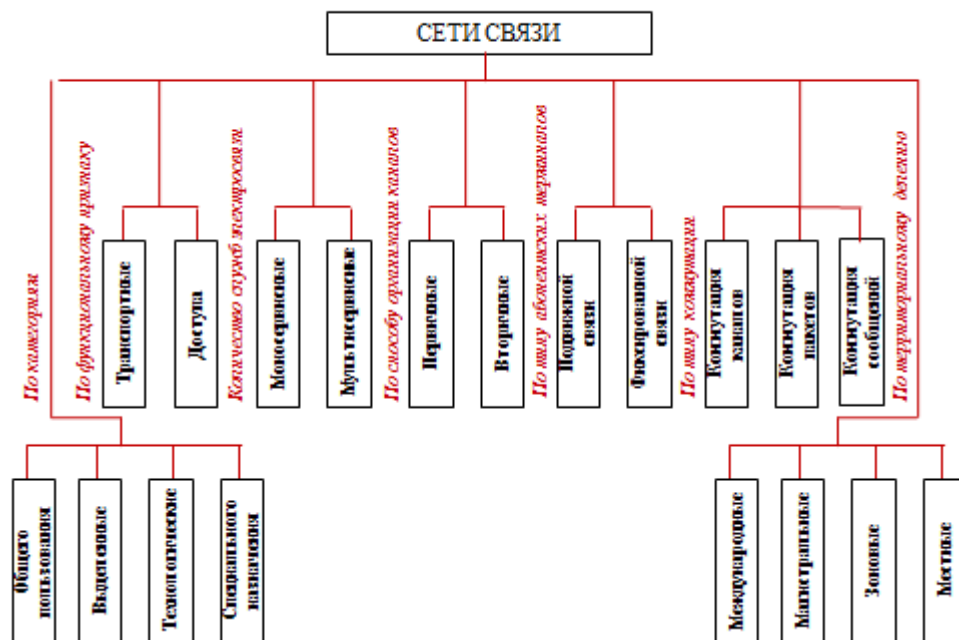 СЕТИ СВЯЗИ
По категориям
По функциональному признаку
Транспортные
Доступа
Количество служб электросвязи
Моносервисные
Мультисервисные
По способу организации каналов
Первичные
Вторичные
По типу абонентских терминалов
Подвижной
связи
Фиксированной
связи
По типу коммутации
Коммутация
каналов
Коммутация
пакетов
Коммутация
сообщений
По территориальному делению
Общего
пользования
Выделенные
Технологические
Специального
назначения
Международные
Магистральные
Зоновые
Местные